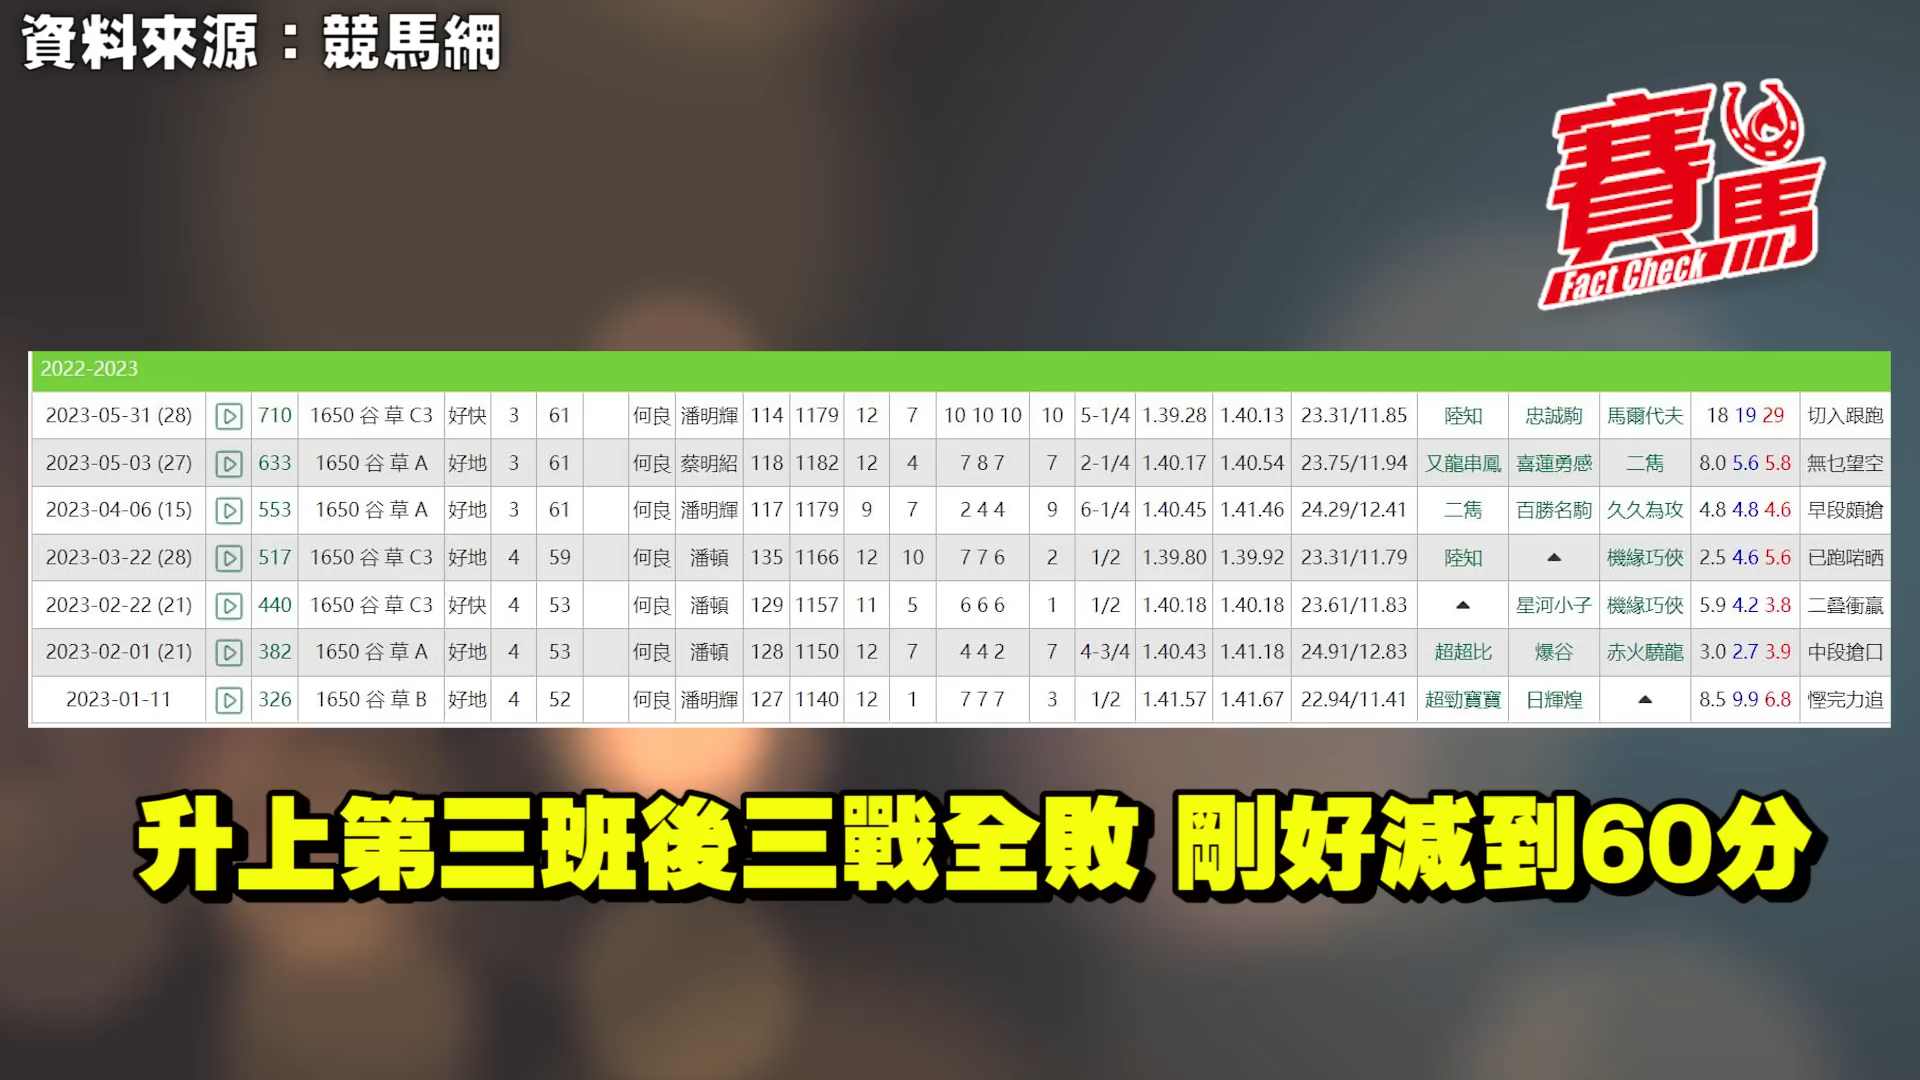 資料來源：競馬網
賽馬
Fact Check
2022-2023
2023-05-31 (28) 710 1650 谷 草 C3 好快 3 61 何良 潘明輝 114 1179 12 7 10 10 10 10 5-1/4 1.39.28 1.40.13 23.31/11.85 陸知 忠誠駒 馬爾代夫 18 19 29 切入跟跑
2023-05-03 (27) 633 1650 谷 草 A 好地 3 61 何良 蔡明紹 118 1182 12 4 7 8 7 7 2-1/4 1.40.17 1.40.54 23.75/11.94 又龍串鳳 喜蓮勇感 二雋 8.0 5.6 5.8 無乜望空
2023-04-06 (15) 553 1650 谷 草 A 好地 3 61 何良 潘明輝 117 1179 9 7 2 4 4 9 6-1/4 1.40.45 1.41.46 24.29/12.41 二雋 百勝名駒 久久為攻 4.8 4.8 4.6 早段頗搶
2023-03-22 (28) 517 1650 谷 草 C3 好地 4 59 何良 潘頓 135 1166 12 10 7 7 6 2 1/2 1.39.80 1.39.92 23.31/11.79 陸知 ▲ 機緣巧俠 2.5 4.6 5.6 已跑啱晒
2023-02-22 (21) 440 1650 谷 草 C3 好快 4 53 何良 潘頓 129 1157 11 5 6 6 6 1 1/2 1.40.18 1.40.18 23.61/11.83 ▲ 星河小子 機緣巧俠 5.9 4.2 3.8 二叠衝贏
2023-02-01 (21) 382 1650 谷 草 A 好地 4 53 何良 潘頓 128 1150 12 7 4 4 2 7 4-3/4 1.40.43 1.41.18 24.91/12.83 超超比 爆谷 赤火驍龍 3.0 2.7 3.9 中段搶口
2023-01-11 326 1650 谷 草 B 好地 4 52 何良 潘明輝 127 1140 12 1 7 7 7 3 1/2 1.41.57 1.41.67 22.94/11.41 超勁寶寶 日輝煌 ▲ 8.5 9.9 6.8 慳完力追
升上第三班後三戰全敗 剛好減到60分